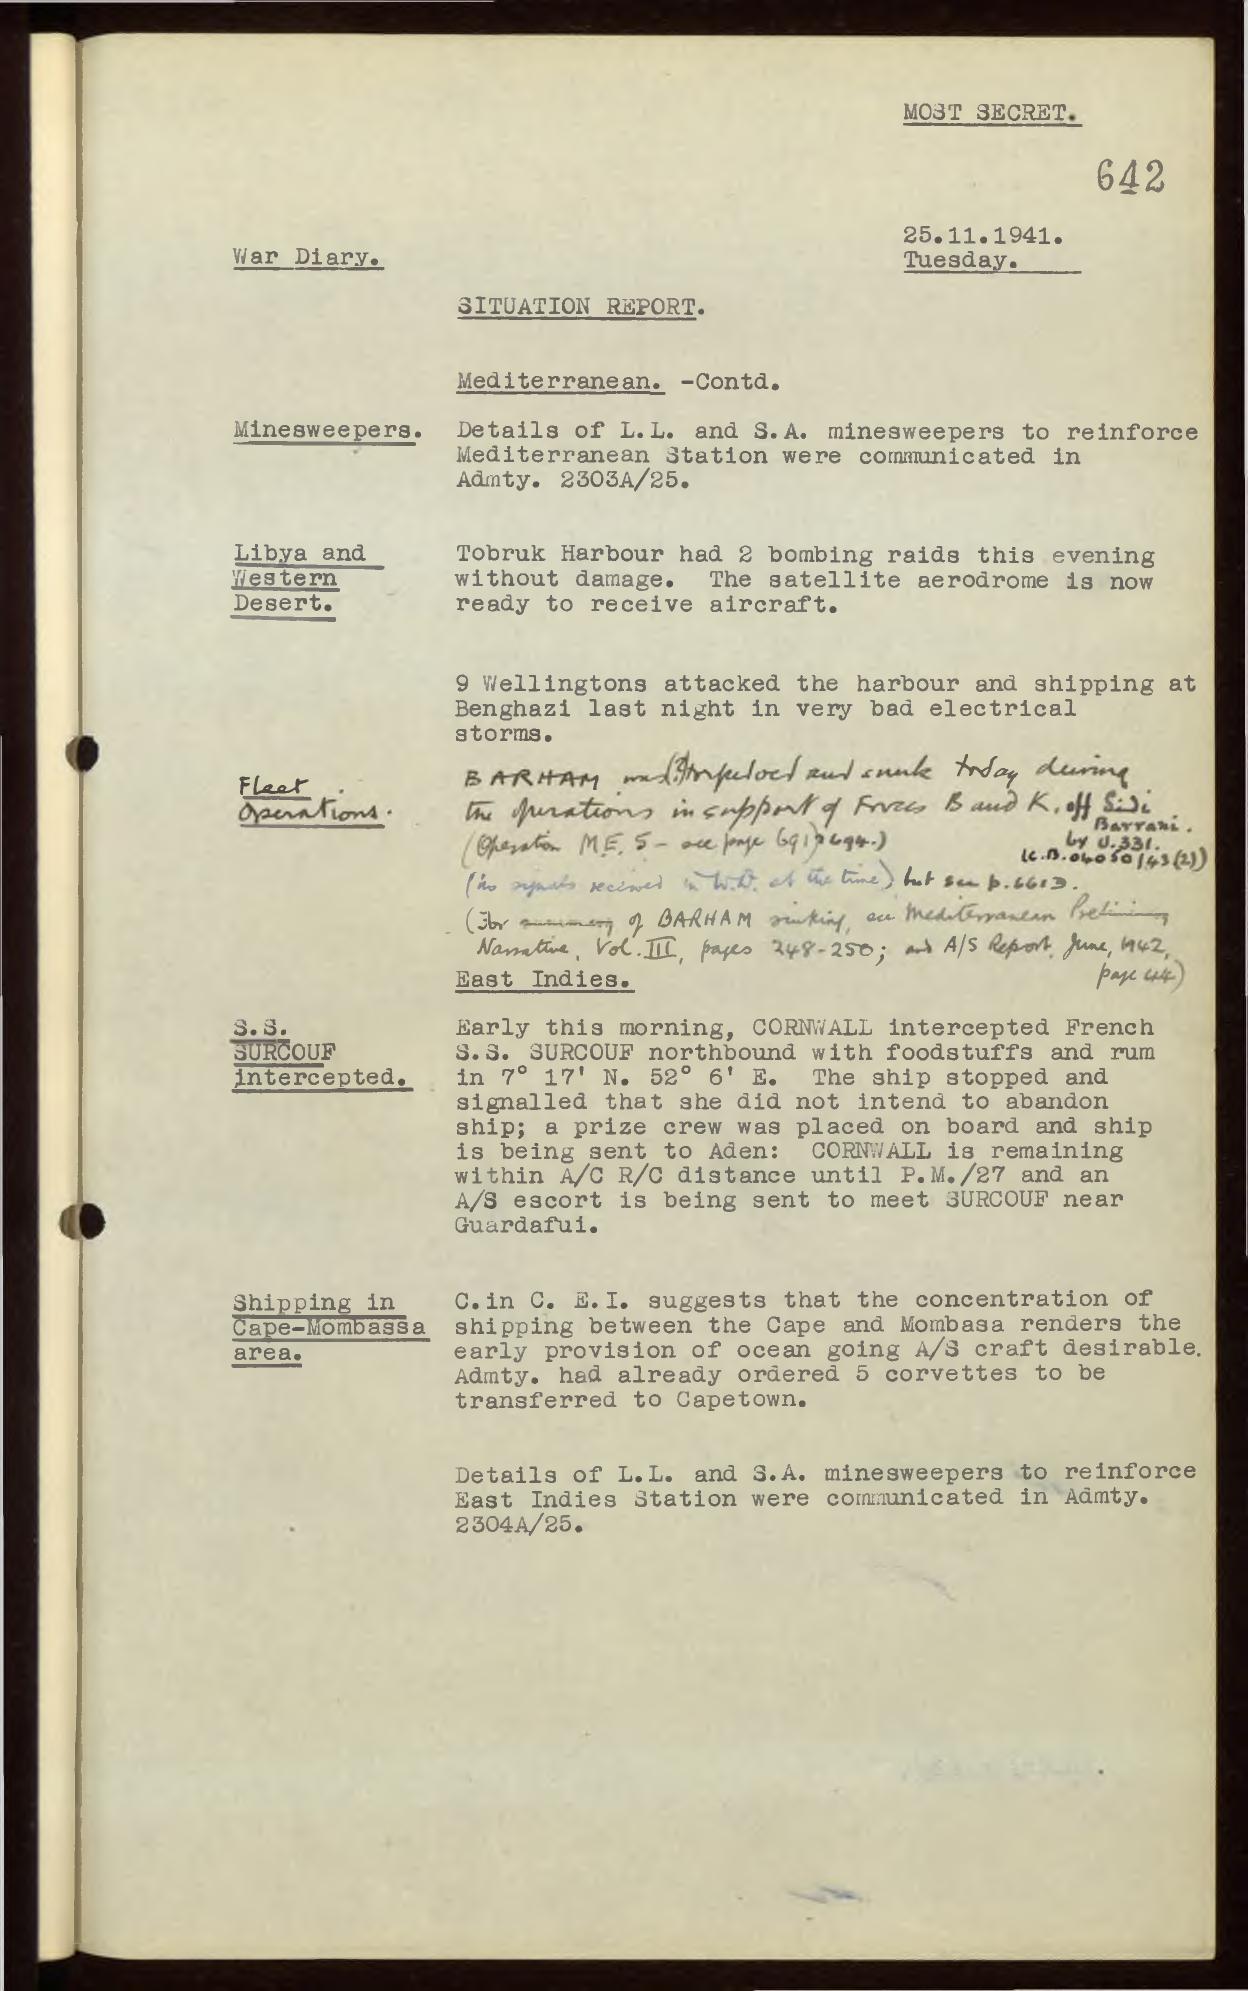 MOST SECRET.
642
25.11.1941.
War Diary.
Tuesday.
SITUATION REPORT.
Mediterranean. -Contd.
Minesweepers.
Details of L.L. and S.A. minesweepers to reinforce
Mediterranean Station were communicated in
Admty. 2303A/25.
Libya and
Western
Desert.
Tobruk Harbour had 2 bombing raids this evening
without damage. The satellite aerodrome is now
ready to receive aircraft.
9 Wellingtons attacked the harbour and shipping at
Benghazi last night in very bad electrical
storms.
Fleet
Operations.
BARHAM was (?) torpedoed and sunk today during
the operations in support of Forces B and K. off Sidi
Barrani.
by U.331.
(Operation M.E. 5 - see page 691, 694.)
(C.B.04050/43(2))
(no signals received in W.D. at the time) but see p.661
(For summary of BARHAM sinking, see Mediterranean Preliminary
Narrative, Vol. III, pages 248-250; and A/S Report, June, 1942,
page 44)
East Indies.
S.S.
SURCOUF
intercepted.
Early this morning, CORNWALL intercepted French
S.S. SURCOUF northbound with foodstuffs and rum
in 7° 17' N. 52° 6' E. The ship stopped and
signalled that she did not intend to abandon
ship; a prize crew was placed on board and ship
is being sent to Aden: CORNWALL is remaining
within A/C R/C distance until P.M./27 and an
A/S escort is being sent to meet SURCOUF near
Guardafui.
Shipping in
Cape-Mombassa
area.
C.in C. E.I. suggests that the concentration of
shipping between the Cape and Mombasa renders the
early provision of ocean going A/S craft desirable.
Admty. had already ordered 5 corvettes to be
transferred to Capetown.
Details of L.L. and S.A. minesweepers to reinforce
East Indies Station were communicated in Admty.
2304A/25.